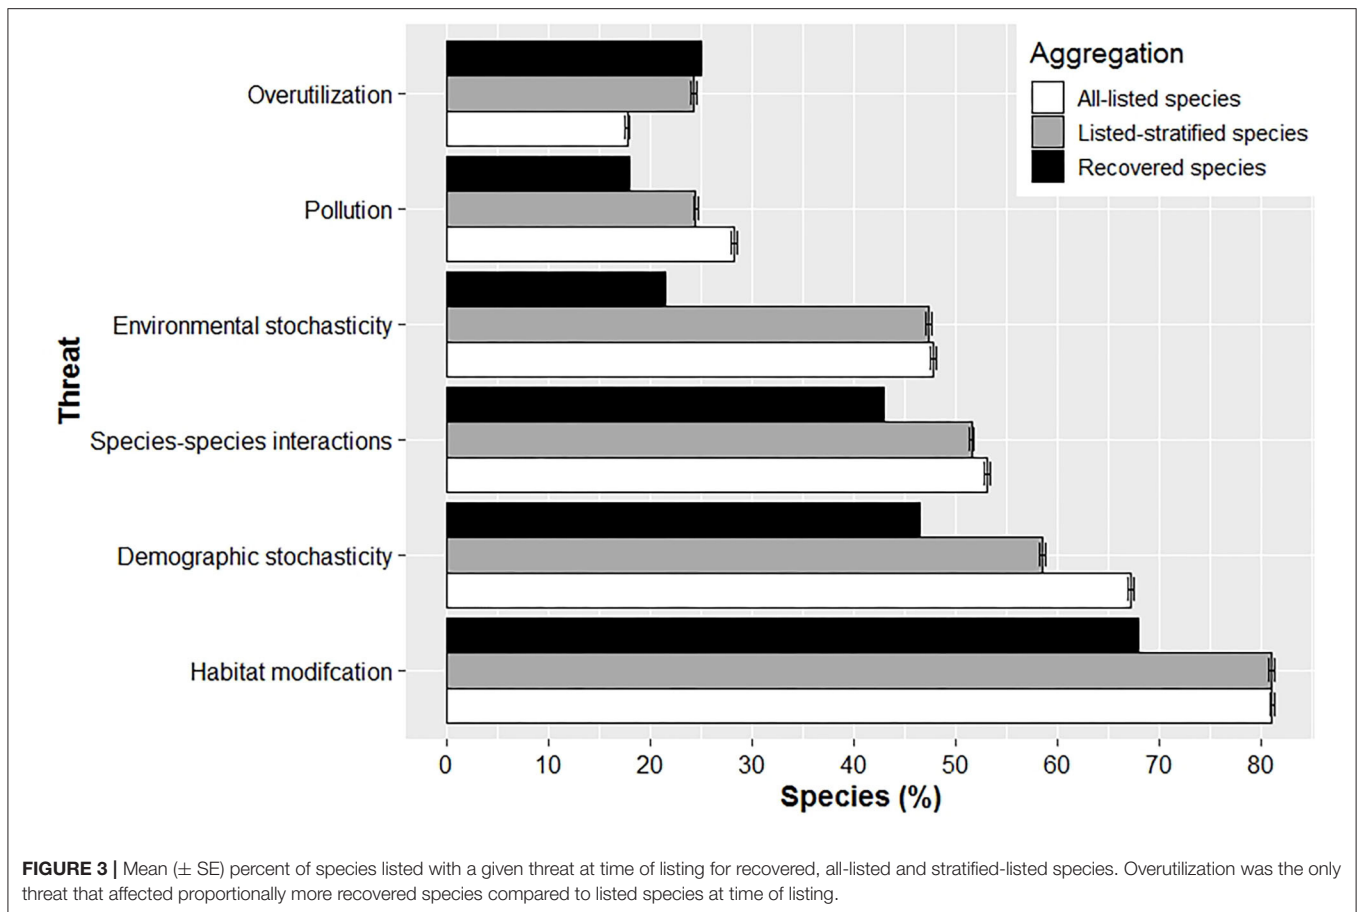 Aggregation
All-listed species
Listed-stratified species
Recovered species
Threat
Overutilization
Pollution
Environmental stochasticity
Species-species interactions
Demographic stochasticity
Habitat modifcation
0 10 20 30 40 50 60 70 80
Species (%)
FIGURE 3 | Mean (± SE) percent of species listed with a given threat at time of listing for recovered, all-listed and stratified-listed species. Overutilization was the only
threat that affected proportionally more recovered species compared to listed species at time of listing.